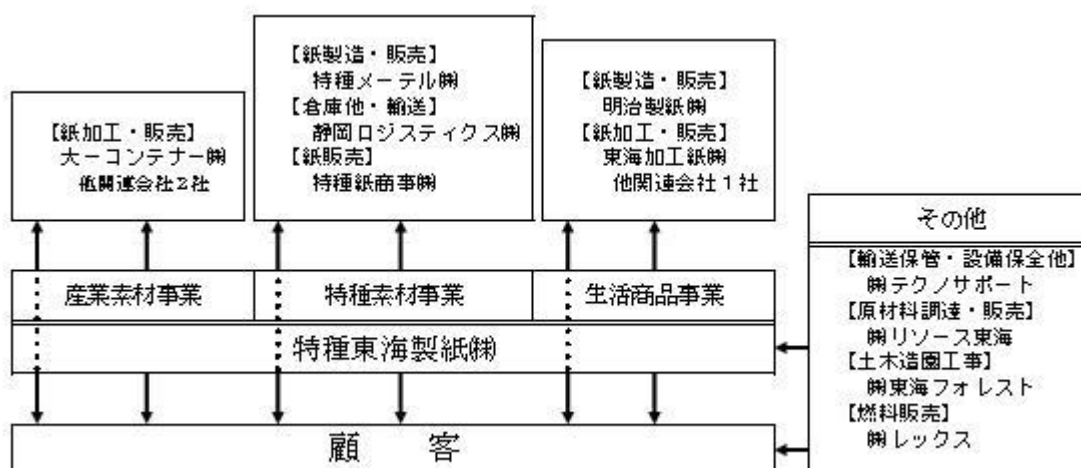 【紙加工・販売】
大一コンテナー㈱
他関連会社2社
【紙製造・販売】
特種メーテル㈱
【倉庫他・輸送】
静岡ロジスティクス㈱
【紙販売】
特種紙商事㈱
【紙製造・販売】
明治製紙㈱
【紙加工・販売】
東海加工紙㈱
他関連会社1社
産業素材事業
特種素材事業
生活商品事業
特種東海製紙㈱
顧 客
その他
【輸送保管・設備保全他】
㈱テクノサポート
【原材料調達・販売】
㈱リソース東海
【土木造園工事】
㈱東海フォレスト
【燃料販売】
㈱レックス